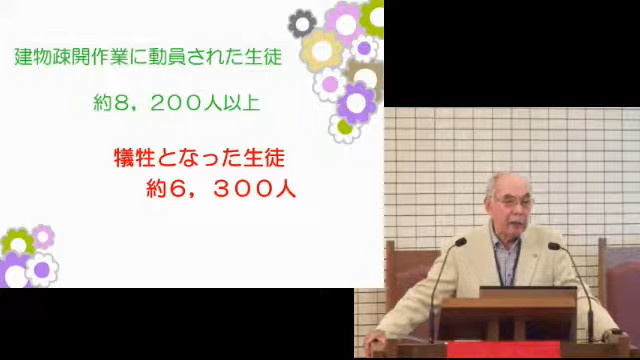 建物疎開作業に動員された生徒
約８，２００人以上
犠牲となった生徒
約６，３００人